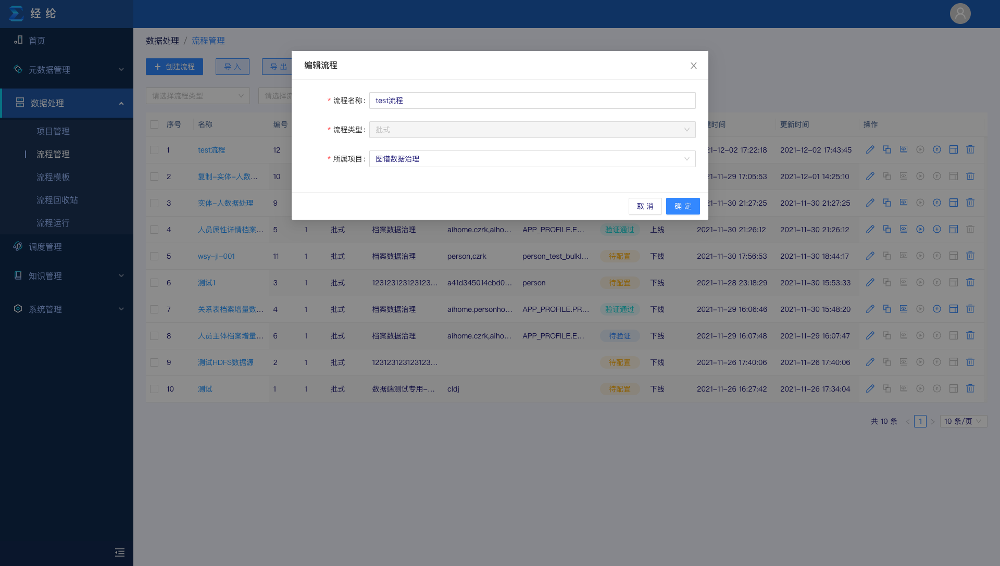 经 纶
首页
元数据管理
数据处理
项目管理
流程管理
流程模板
流程回收站
流程运行
调度管理
知识管理
系统管理
数据处理 / 流程管理
+ 创建流程 导 入 导 出
请选择流程类型 请选择流
编辑流程
* 流程名称: test流程
* 流程类型: 批式
* 所属项目: 图谱数据治理
取 消 确 定
序号 名称 编号 建时间 更新时间 操作
1 test流程 12 21-12-02 17:22:18 2021-12-02 17:43:45
2 复制-实体-人数... 10 21-11-29 17:05:53 2021-12-01 14:25:10
3 实体-人数据处理 9 21-11-30 21:27:25 2021-11-30 21:27:25
4 人员属性详情档案... 5 1 批式 档案数据治理 aihome.czrk,aiho... APP_PROFILE.E... 验证通过 上线 2021-11-30 21:26:12 2021-11-30 21:26:12
5 wsy-jl-001 11 1 批式 档案数据治理 person,czrk person_test_bulkl... 待配置 下线 2021-11-30 17:56:53 2021-11-30 18:44:17
6 测试1 3 1 批式 123123123123123... a41d345014cbd0... person 待配置 下线 2021-11-28 23:18:29 2021-11-30 15:53:33
7 关系表档案增量数... 4 1 批式 档案数据治理 aihome.personho... APP_PROFILE.PR... 验证通过 下线 2021-11-29 16:06:46 2021-11-30 15:48:20
8 人员主体档案增量... 6 1 批式 档案数据治理 aihome.czrk,aiho... APP_PROFILE.E... 待验证 下线 2021-11-29 16:07:48 2021-11-29 16:07:47
9 测试HDFS数据源 2 1 批式 123123123123123... 待配置 下线 2021-11-26 17:40:06 2021-11-26 17:40:06
10 测试 1 1 批式 数据端测试专用-... cldj 待配置 下线 2021-11-26 16:27:42 2021-11-26 17:34:04
共 10 条 < 1 > 10 条/页